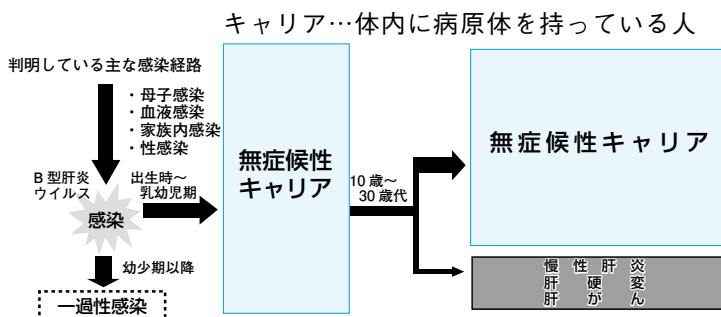 キャリア…体内に病原体を持っている人
判明している主な感染経路
・母子感染
・血液感染
・家族内感染
・性感染
B型肝炎
ウイルス
感染
出生時～
乳幼児期
無症候性
キャリア
10歳～
30歳代
無症候性キャリア
慢性肝炎
肝硬変
肝がん
幼少期以降
一過性感染